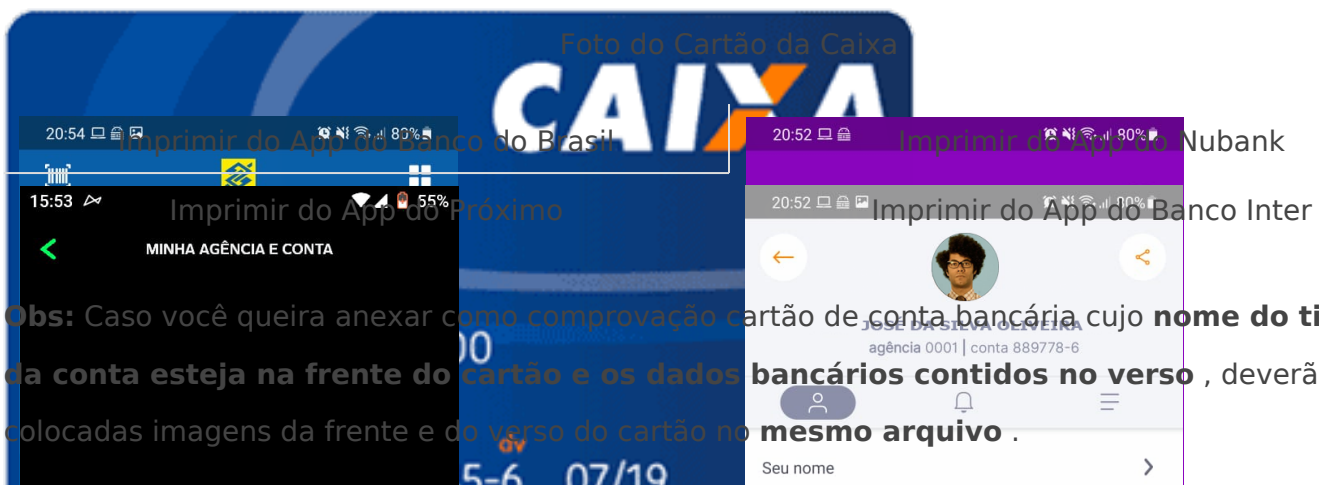 Foto do Cartão da Caixa
CAIXA
20:54 80%
Imprimir do App do Banco do Brasil
20:52 80%
Imprimir do App do Nubank
15:53 55%
Imprimir do App do Próximo
20:52 80%
Imprimir do App do Banco Inter
MINHA AGÊNCIA E CONTA
Obs: Caso você queira anexar como comprovação cartão de conta bancária cujo nome do ti
JOSÉ DA SILVA OLIVEIRA
agência 0001 | conta 889778-6
00
da conta esteja na frente do cartão e os dados bancários contidos no verso , deverã
colocadas imagens da frente e do verso do cartão no mesmo arquivo .
dv
5-6 07/19
Seu nome